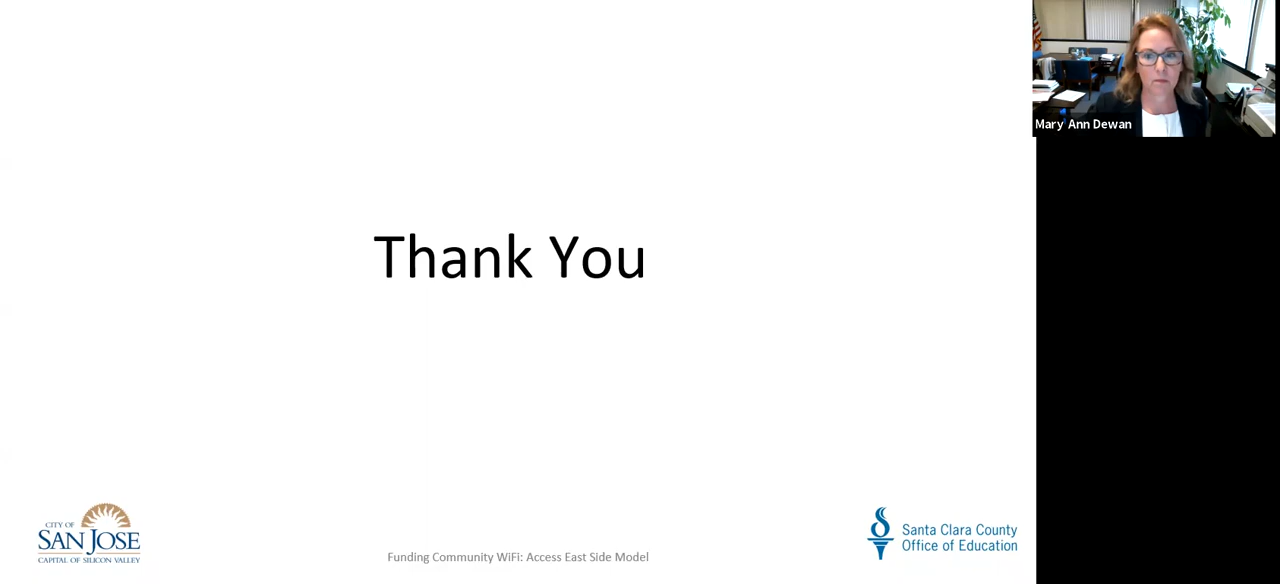 Mary Ann Dewan
Thank You
CITY OF
SAN JOSE
CAPITAL OF SILICON VALLEY
Funding Community WiFi: Access East Side Model
Santa Clara County
Office of Education